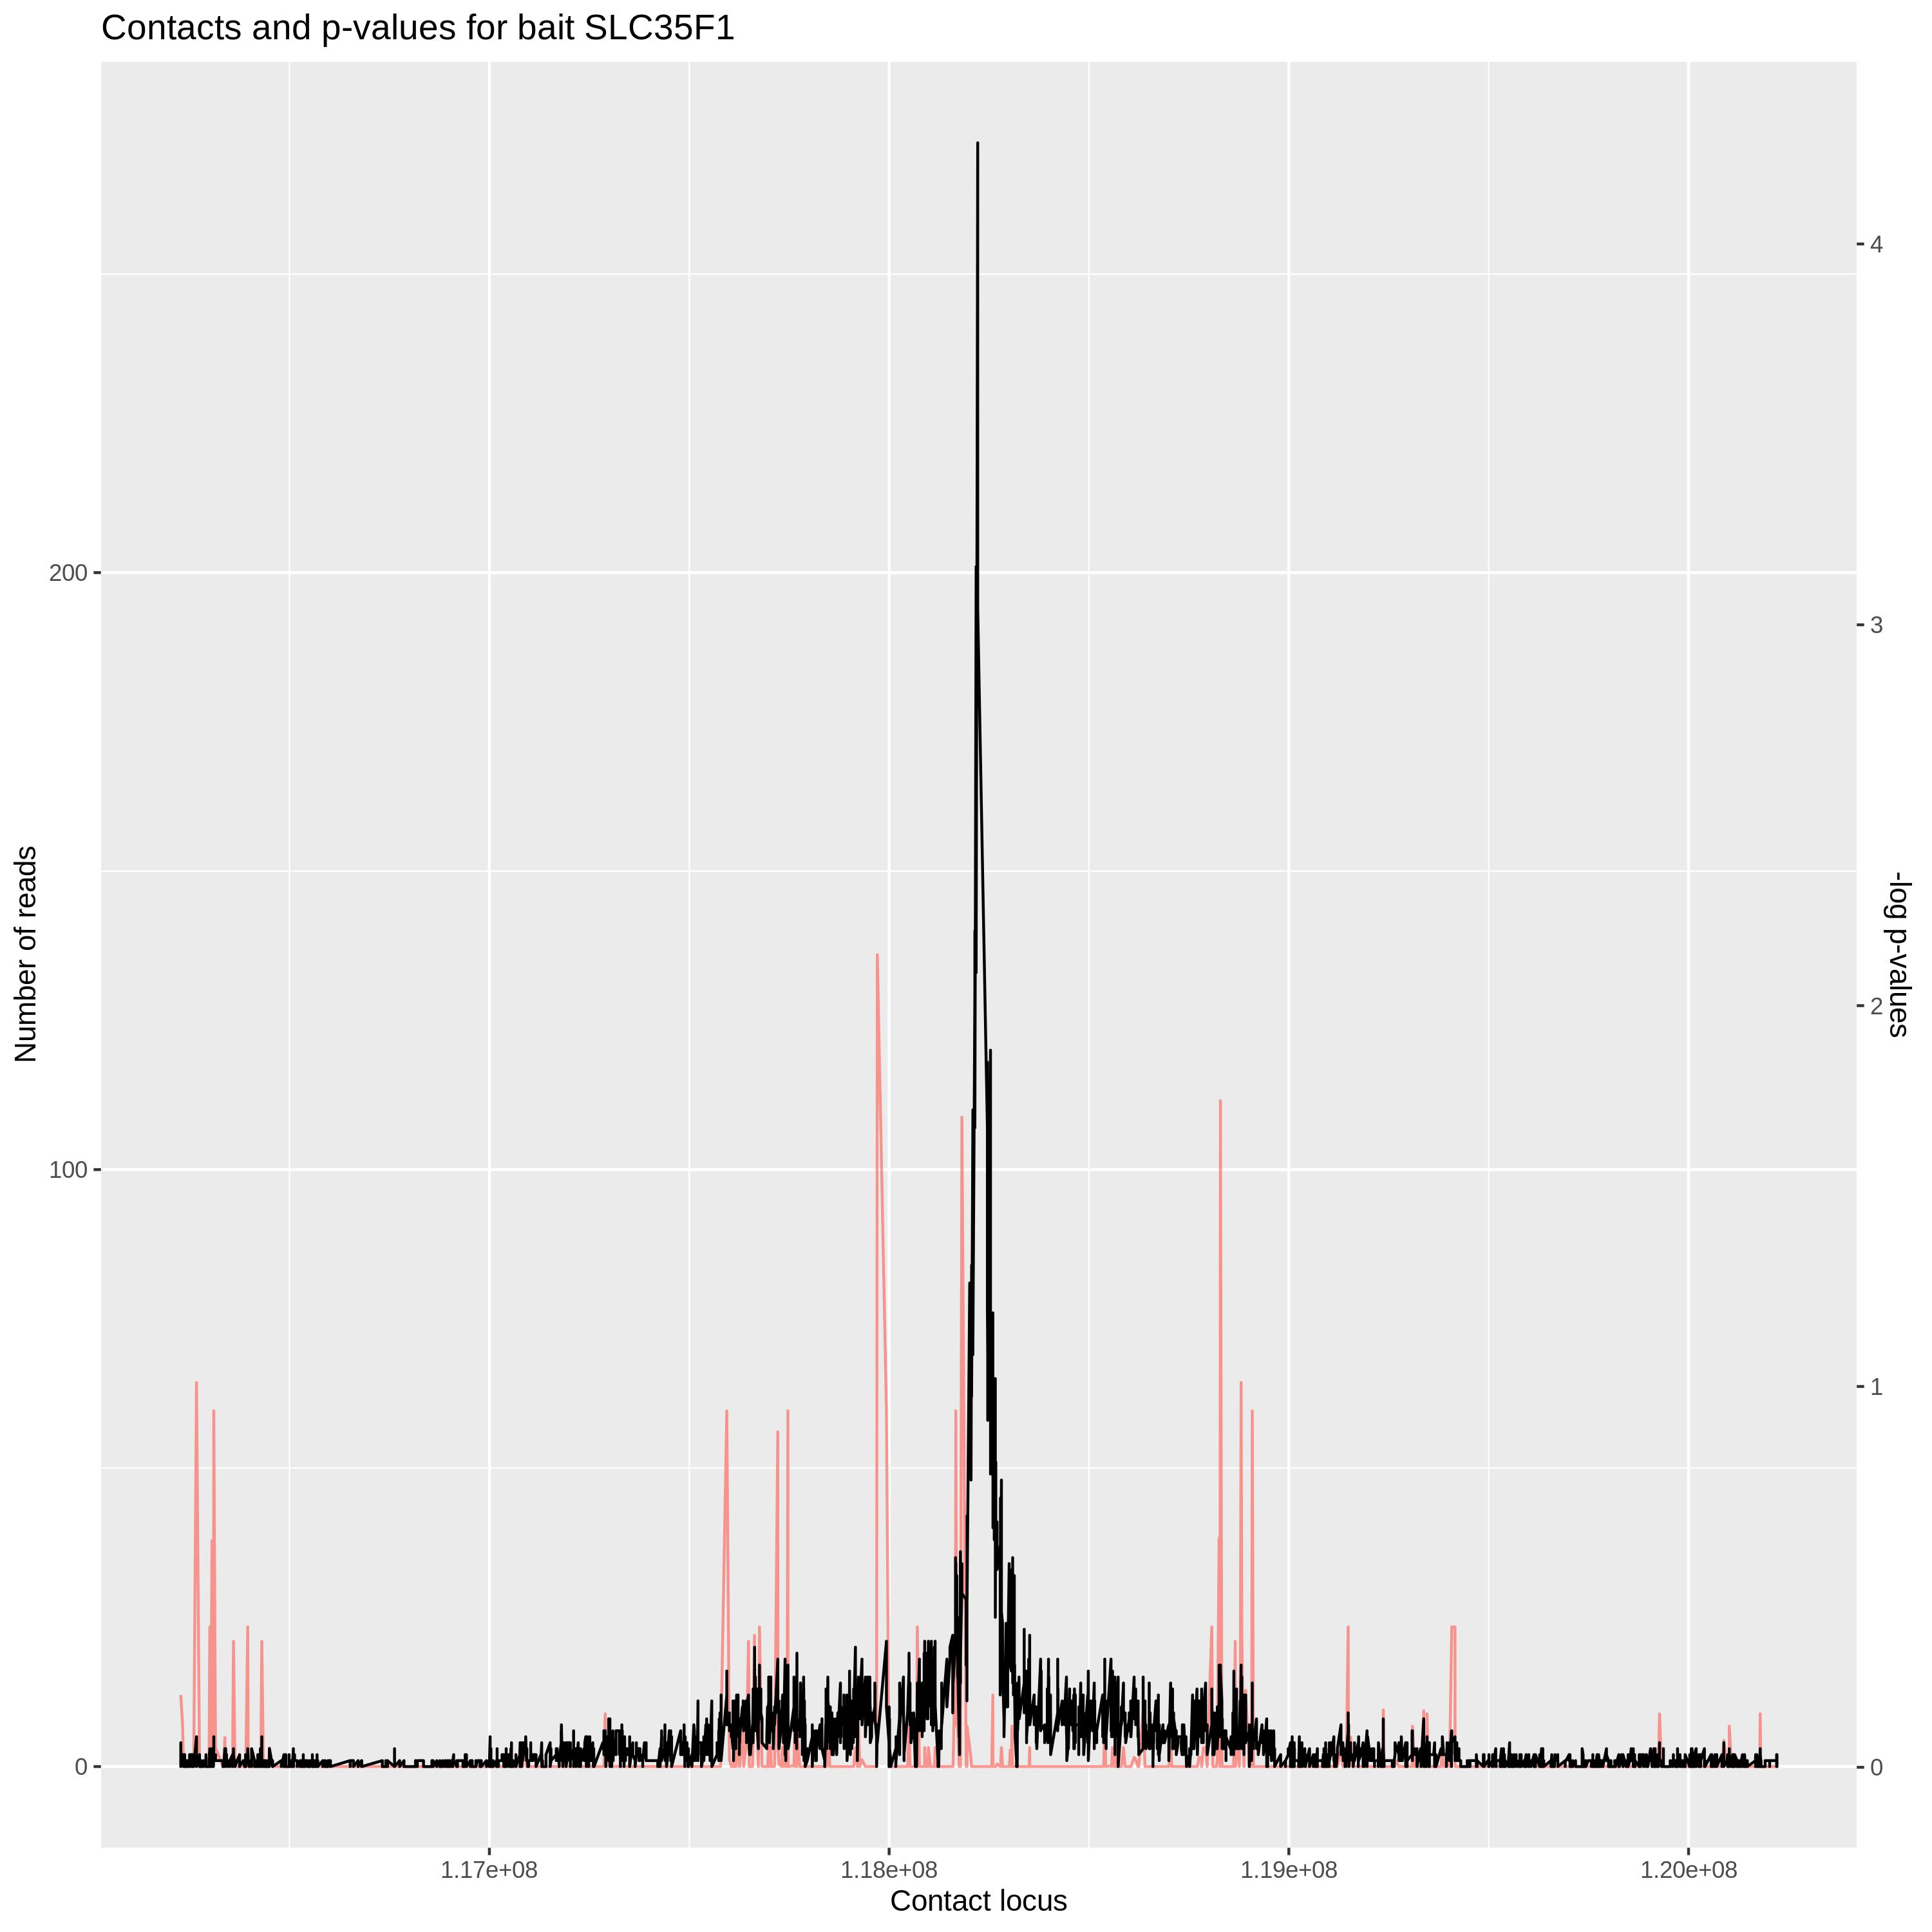 Contacts and p-values for bait SLC35F1
Number of reads
200
100
0
4
3
2
1
0
-log p-values
1.17e+08
1.18e+08
1.19e+08
1.20e+08
Contact locus